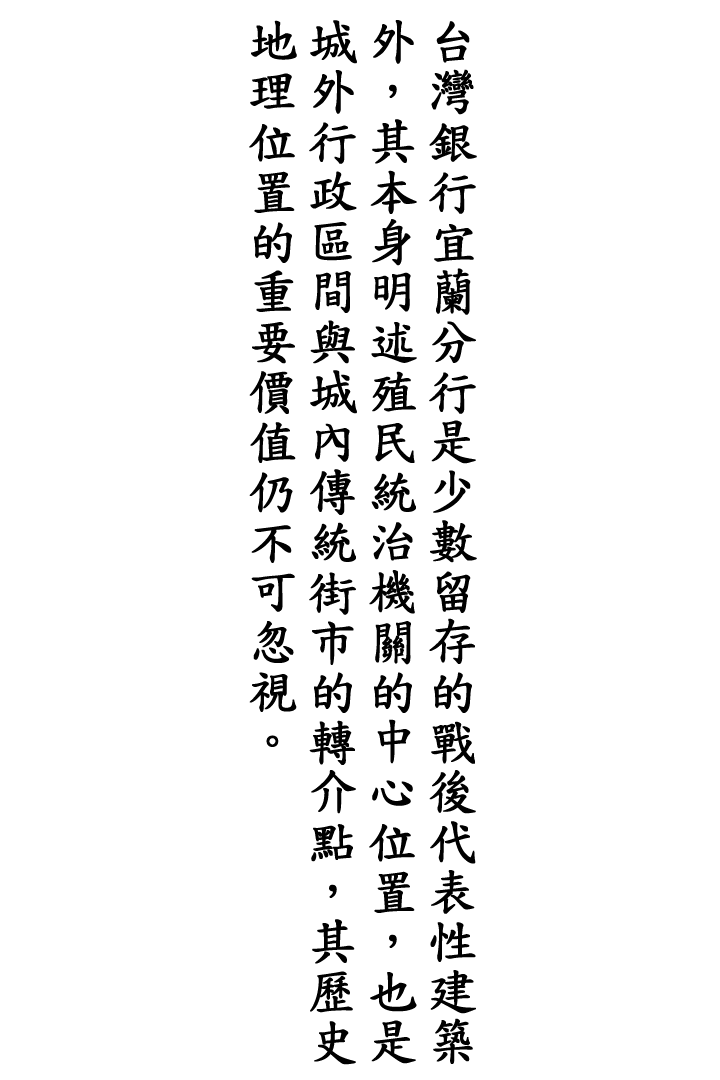 台灣銀行宜蘭分行是少數留存的戰後代表性建築
外，其本身明述殖民統治機關的中心位置，也是
城外行政區間與城內傳統街市的轉介點，其歷史
地理位置的重要價值仍不可忽視。